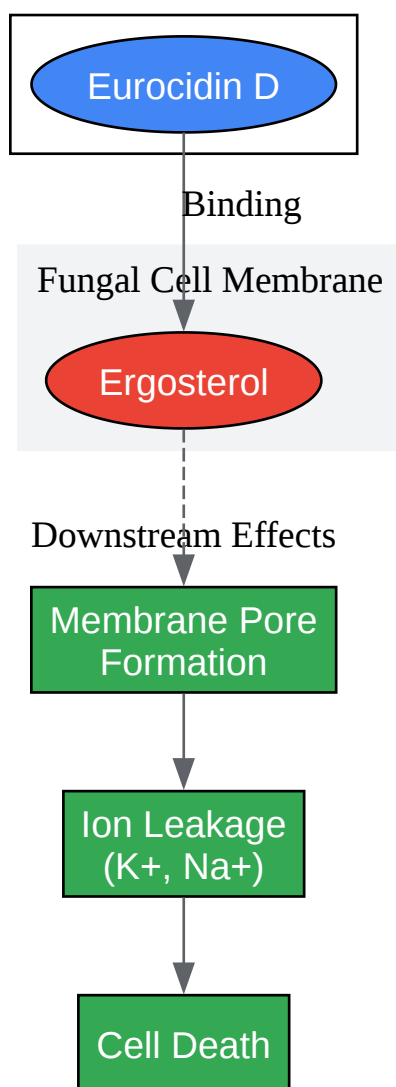 Eurocidin D
Binding
Fungal Cell Membrane
Ergosterol
Downstream Effects
Membrane Pore
Formation
Ion Leakage
(K+, Na+)
Cell Death